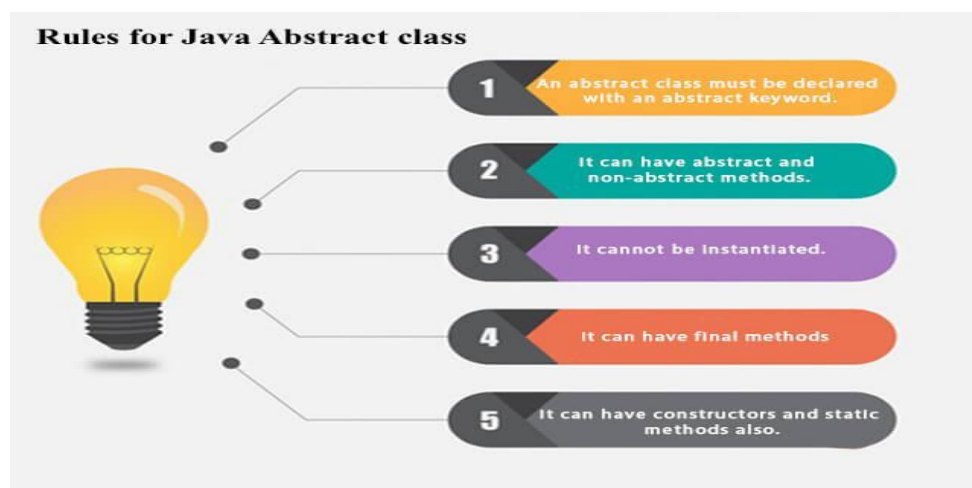 Rules for Java Abstract class
1
An abstract class must be declared
with an abstract keyword.
2
It can have abstract and
non-abstract methods.
3
It cannot be instantiated.
4
It can have final methods
5
It can have constructors and static
methods also.